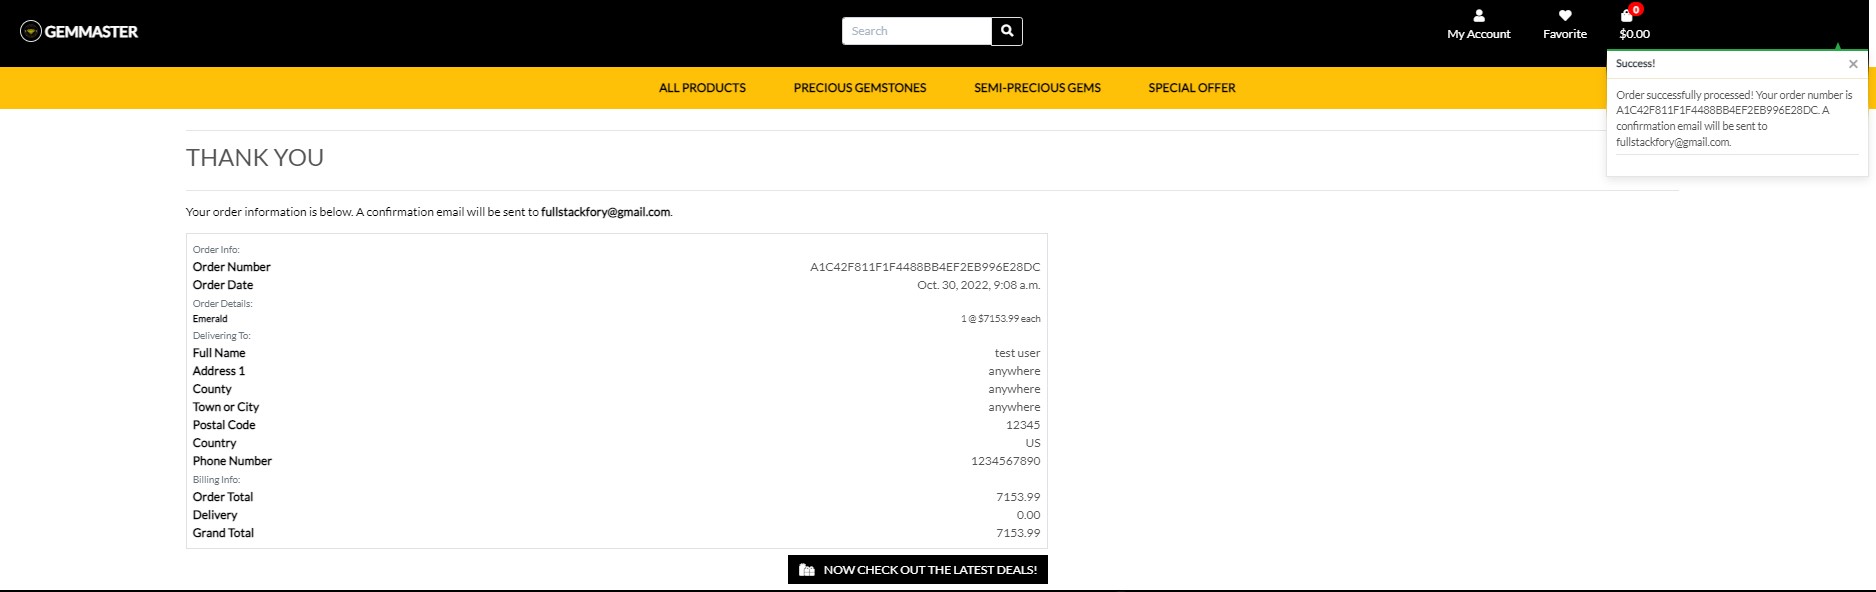 GEMMASTER
Search
My Account
Favorite
0
$0.00
ALL PRODUCTS
PRECIOUS GEMSTONES
SEMI-PRECIOUS GEMS
SPECIAL OFFER
Success!
×
Order successfully processed! Your order number is
A1C42F811F1F4488BB4EF2EB996E28DC. A
confirmation email will be sent to
fullstackfory@gmail.com.
THANK YOU
Your order information is below. A confirmation email will be sent to fullstackfory@gmail.com.
Order Info:
Order Number A1C42F811F1F4488BB4EF2EB996E28DC
Order Date Oct. 30, 2022, 9:08 a.m.
Order Details:
Emerald 1 @ $7153.99 each
Delivering To:
Full Name test user
Address 1 anywhere
County anywhere
Town or City anywhere
Postal Code 12345
Country US
Phone Number 1234567890
Billing Info:
Order Total 7153.99
Delivery 0.00
Grand Total 7153.99
NOW CHECK OUT THE LATEST DEALS!